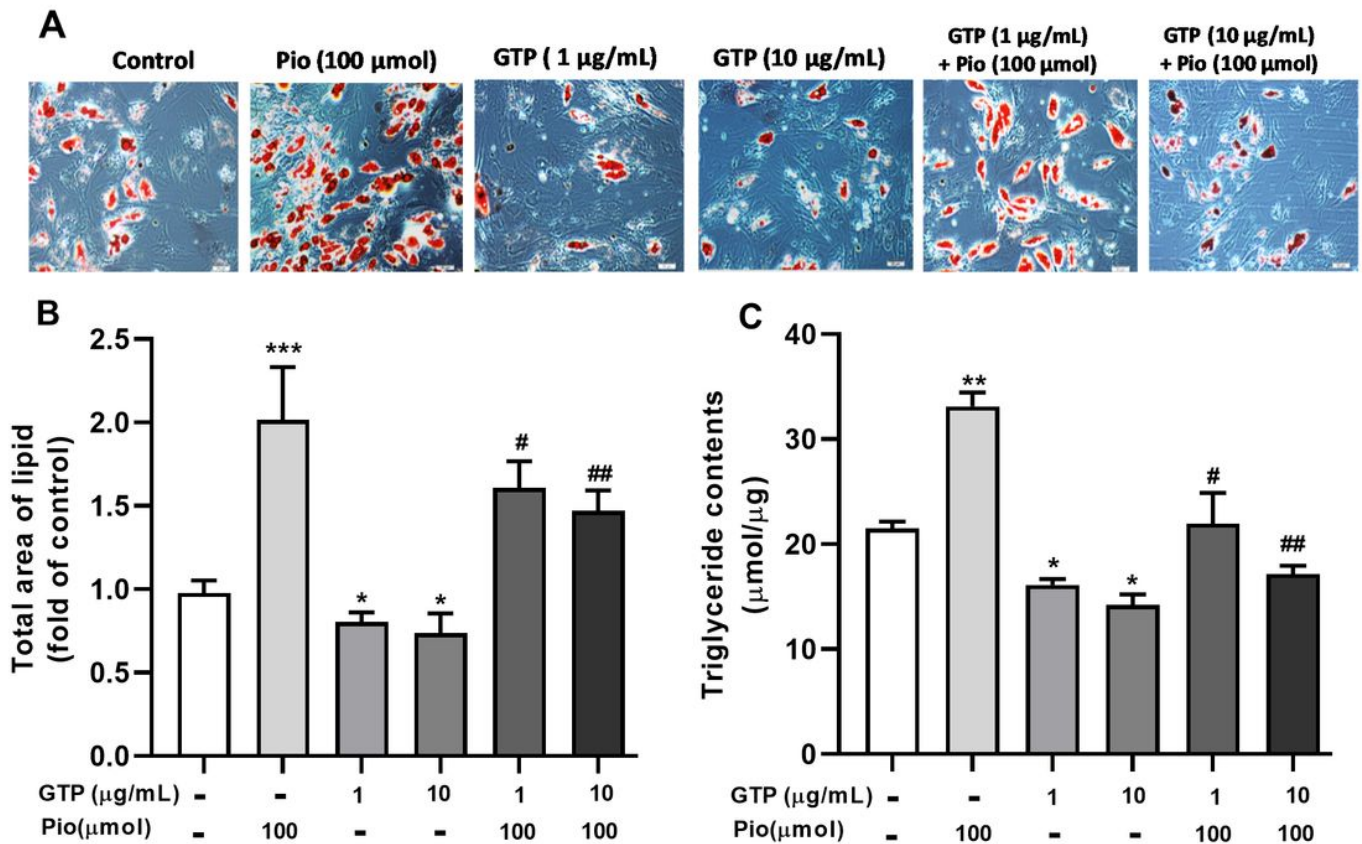 A
Control
Pio (100 μmol)
GTP ( 1 μg/mL)
GTP (10 μg/mL)
GTP (1 μg/mL)
+ Pio (100 μmol)
GTP (10 μg/mL)
+ Pio (100 μmol)
B
Total area of lipid
(fold of control)
2.5
2.0
1.5
1.0
0.5
0.0
***
*
*
#
##
GTP (μg/mL) - - 1 10 1 10
Pio(μmol) - 100 - - 100 100
C
Triglyceride contents
(μmol/μg)
40
30
20
10
0
**
*
*
#
##
GTP (μg/mL) - - 1 10 1 10
Pio(μmol) - 100 - - 100 100